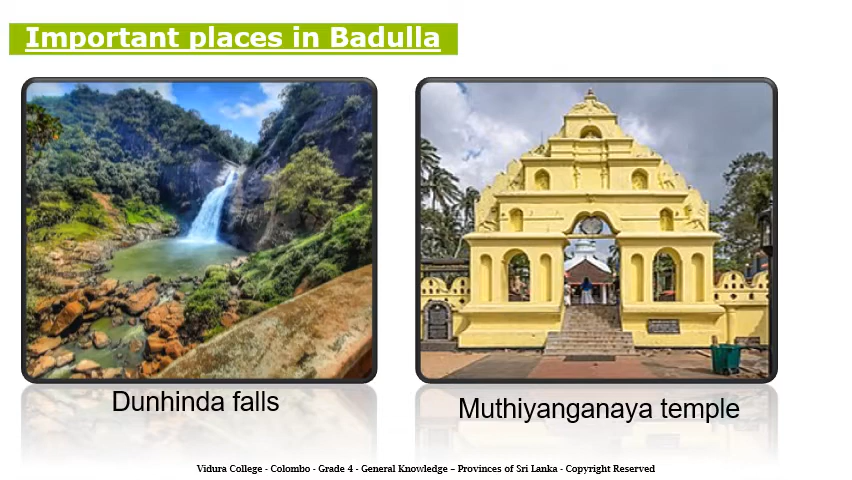 Important places in Badulla
Dunhinda falls
Muthiyanganaya temple
Vidura College - Colombo - Grade 4 - General Knowledge – Provinces of Sri Lanka - Copyright Reserved